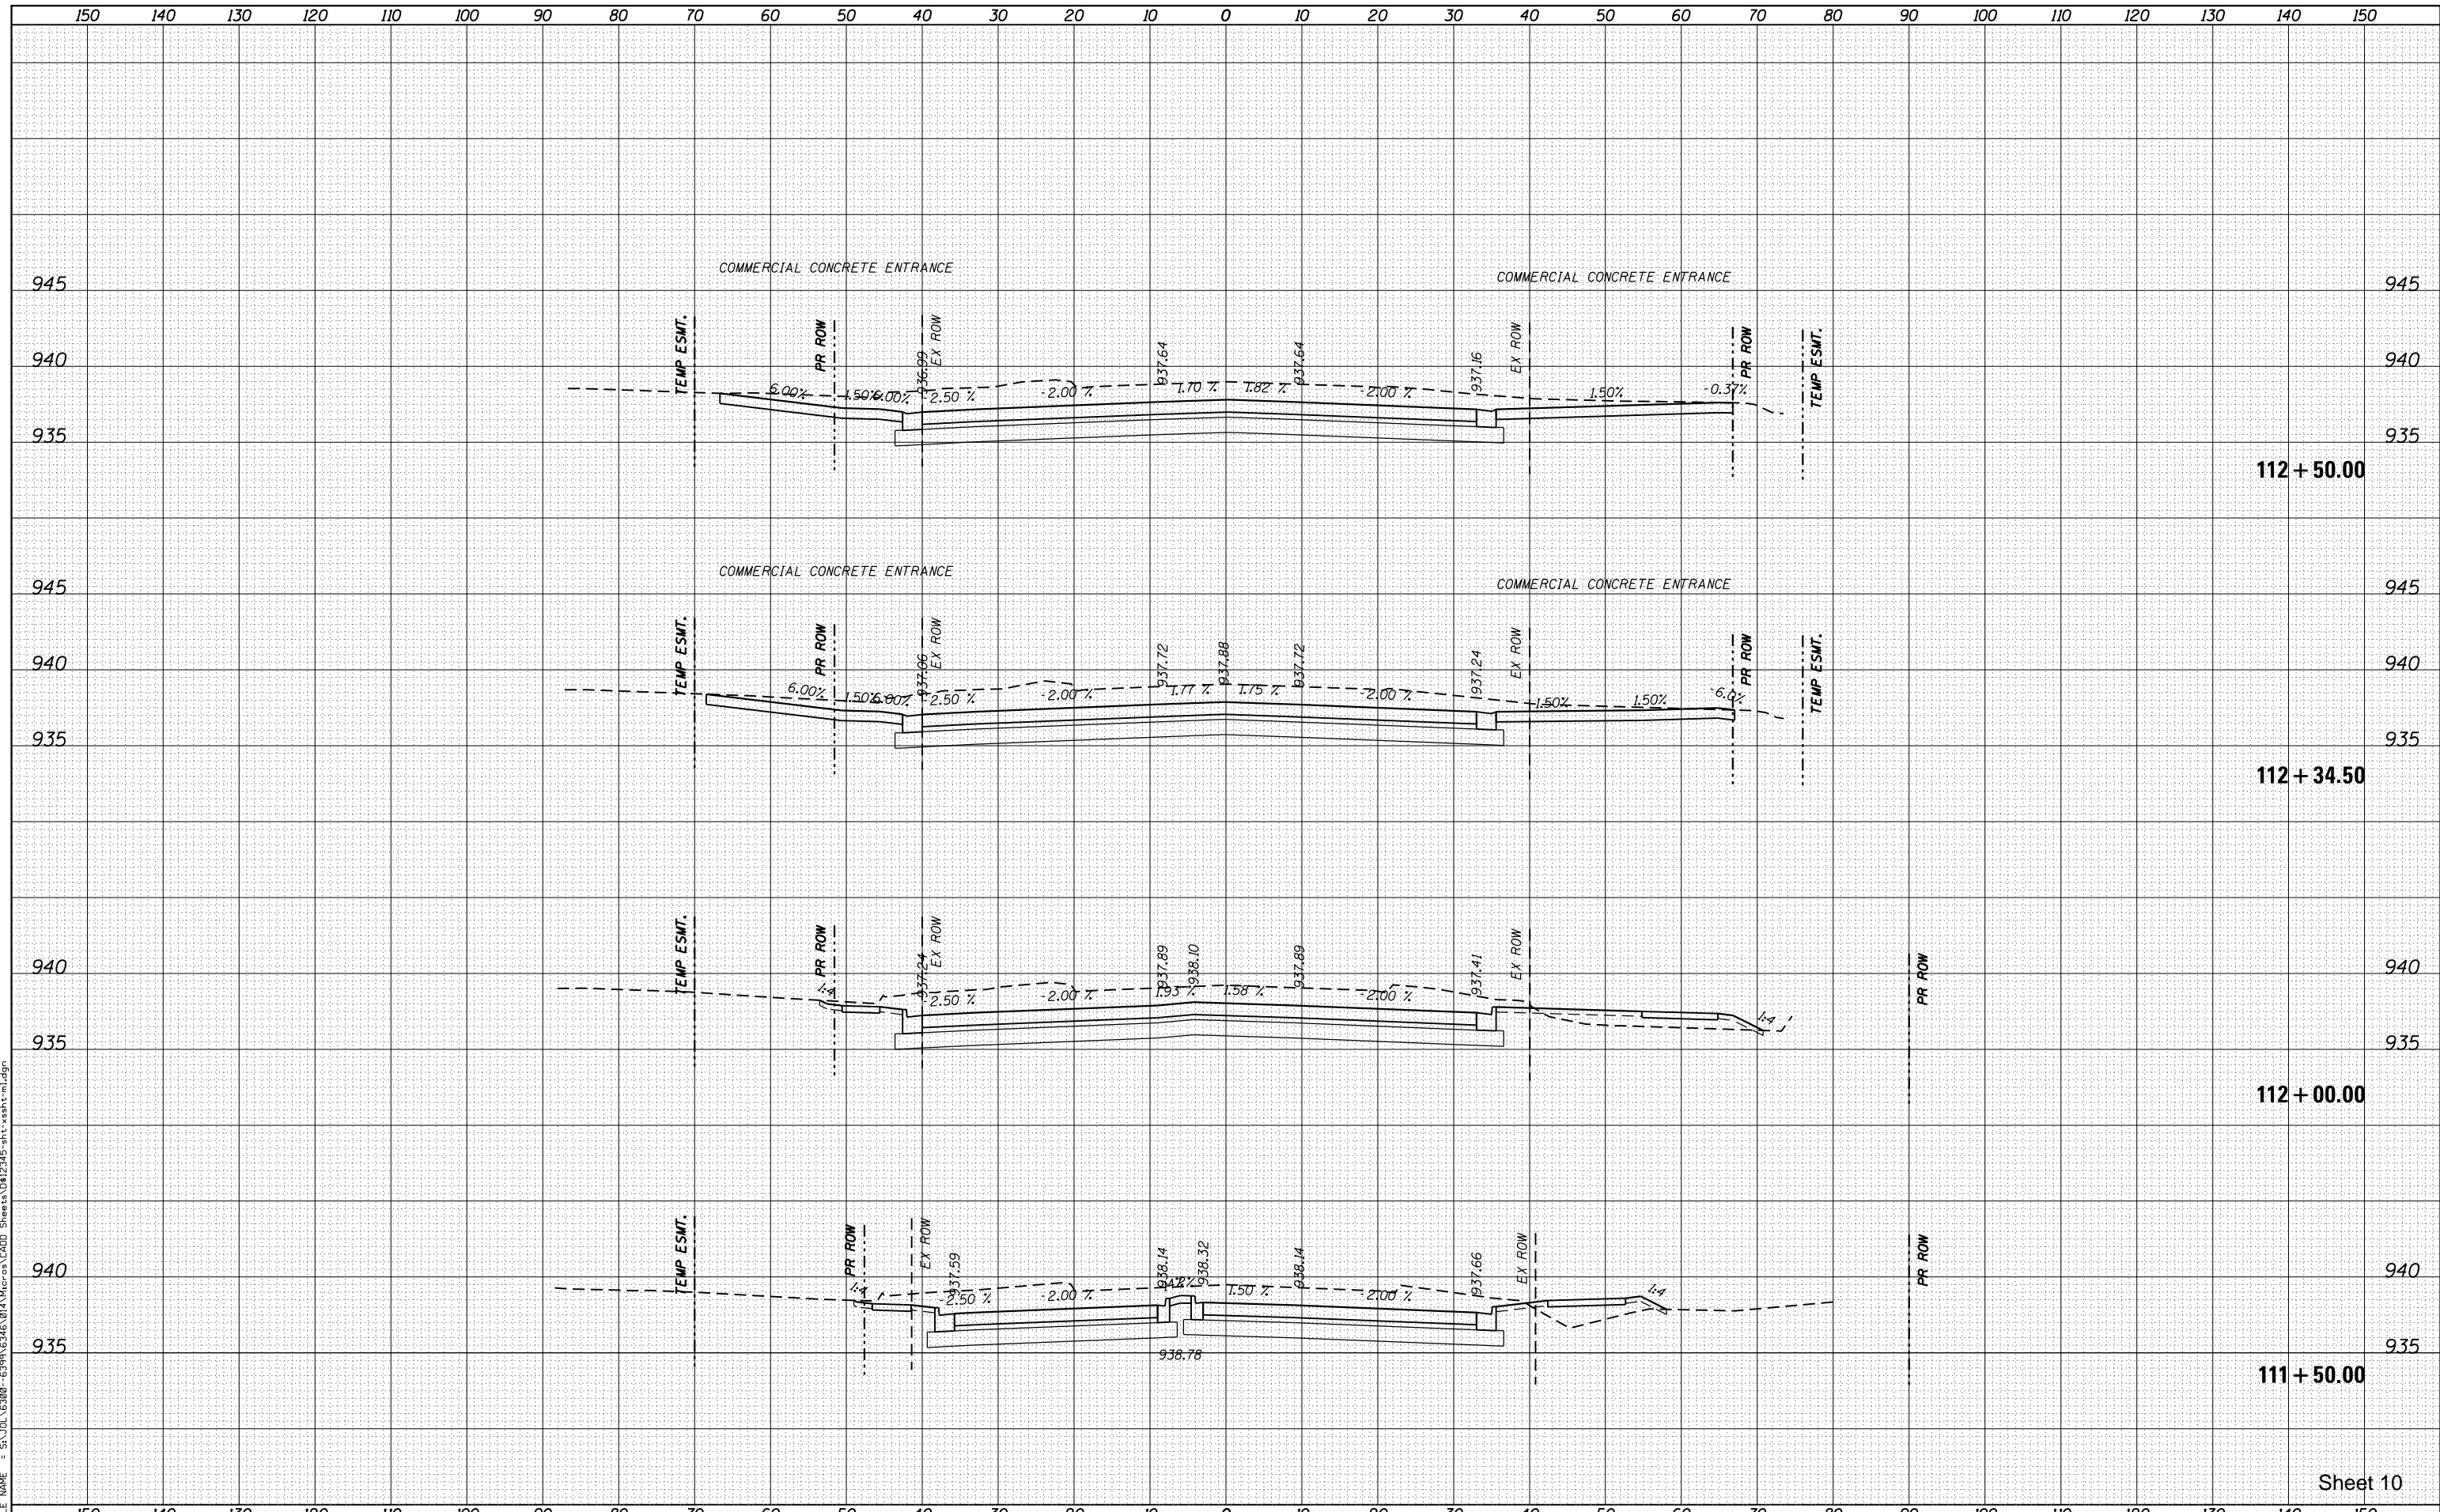 150 140 130 120 110 100 90 80 70 60 50 40 30 20 10 0 10 20 30 40 50 60 70 80 90 100 110 120 130 140 150
COMMERCIAL CONCRETE ENTRANCE
COMMERCIAL CONCRETE ENTRANCE
945 945
TEMP ESMT. PR ROW 936.99 EX ROW 937.64 937.64 937.16 EX ROW PR ROW TEMP ESMT.
940 940
6.00% 1.50% 6.00% -2.50 % -2.00 % 1.70 % 1.82 % -2.00 % 1.50% -0.37%
935 935
112 + 50.00
COMMERCIAL CONCRETE ENTRANCE
COMMERCIAL CONCRETE ENTRANCE
945 945
TEMP ESMT. PR ROW 937.06 EX ROW 937.72 937.88 937.72 937.24 EX ROW PR ROW TEMP ESMT.
940 940
6.00% 1.50% 6.00% -2.50 % -2.00 % 1.77 % 1.75 % -2.00 % 1.50% 1.50% -6.0%
935 935
112 + 34.50
TEMP ESMT. PR ROW 937.24 EX ROW 937.89 938.10 937.89 937.41 EX ROW PR ROW
940 940
1:4 -2.50 % -2.00 % 1.93 % 1.58 % -2.00 % 1:4
935 935
112 + 00.00
TEMP ESMT. PR ROW EX ROW 937.59 938.14 938.32 938.14 937.66 EX ROW PR ROW
940 940
1:4 -2.50 % -2.00 % 1.50 % -2.00 % 1:4
935 935
938.78
111 + 50.00
Sheet 10